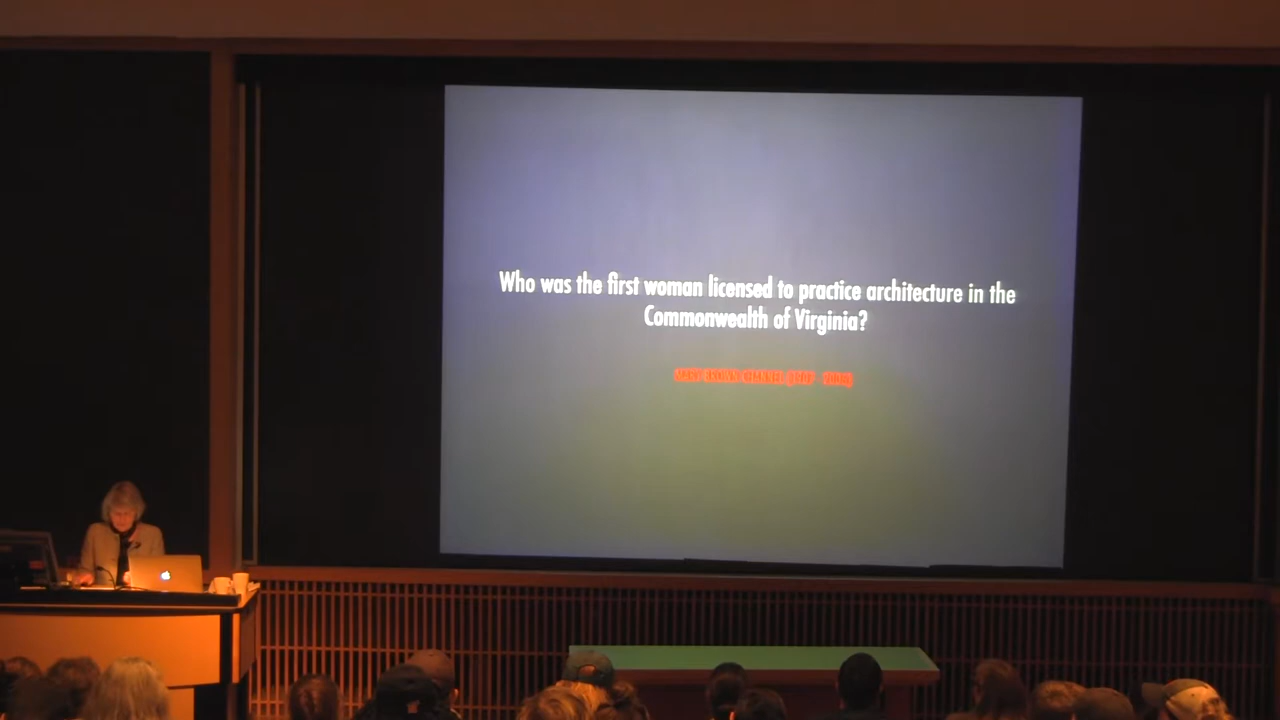 Who was the first woman licensed to practice architecture in the
Commonwealth of Virginia?